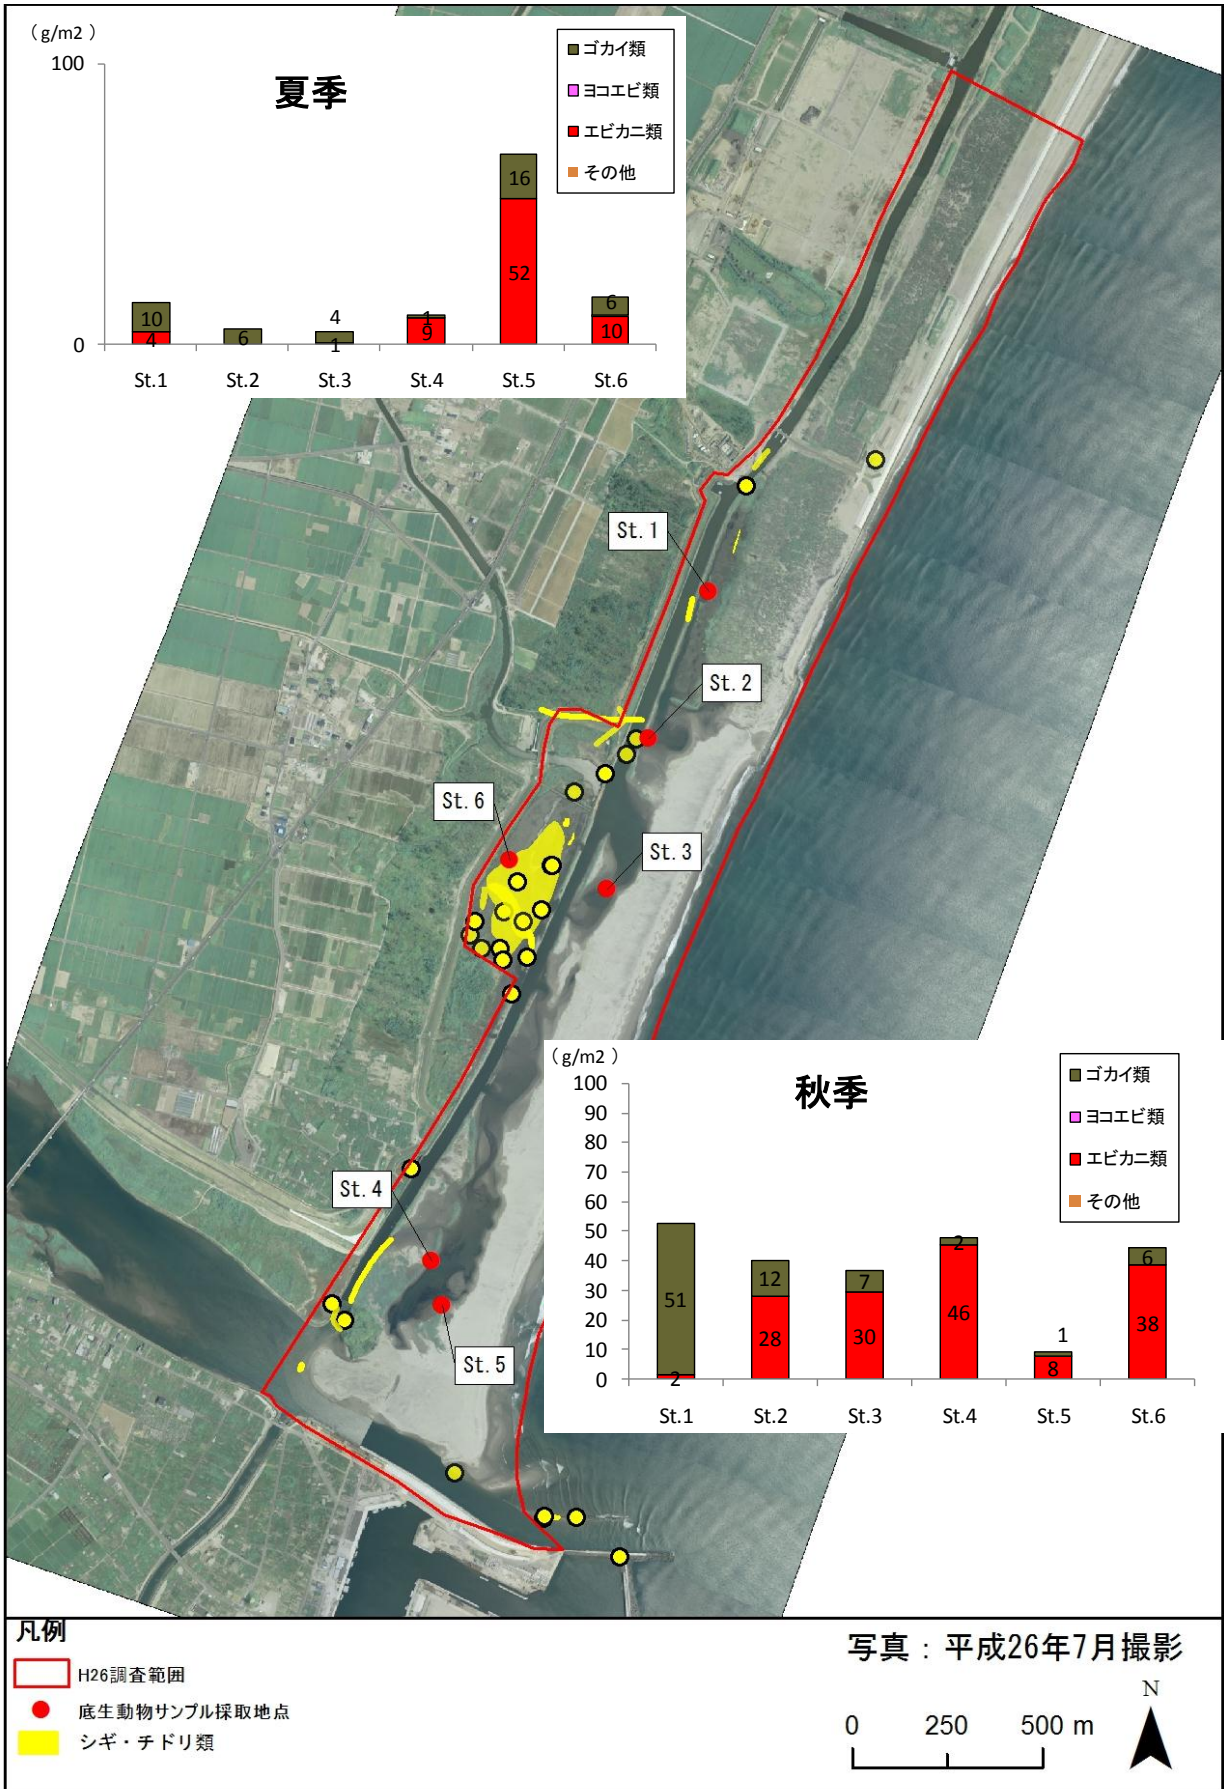 （g/m2 ）
100
0
夏季
ゴカイ類
ヨコエビ類
エビカニ類
その他
10
4
6
4
1
1
9
16
52
6
10
St.1 St.2 St.3 St.4 St.5 St.6
St. 1
St. 2
St. 6
St. 3
St. 4
St. 5
（g/m2 ）
100
90
80
70
60
50
40
30
20
10
0
秋季
ゴカイ類
ヨコエビ類
エビカニ類
その他
51
2
12
28
7
30
2
46
1
8
6
38
St.1 St.2 St.3 St.4 St.5 St.6
凡例
H26調査範囲
底生動物サンプル採取地点
シギ・チドリ類
写真：平成26年7月撮影
N
0 250 500 m